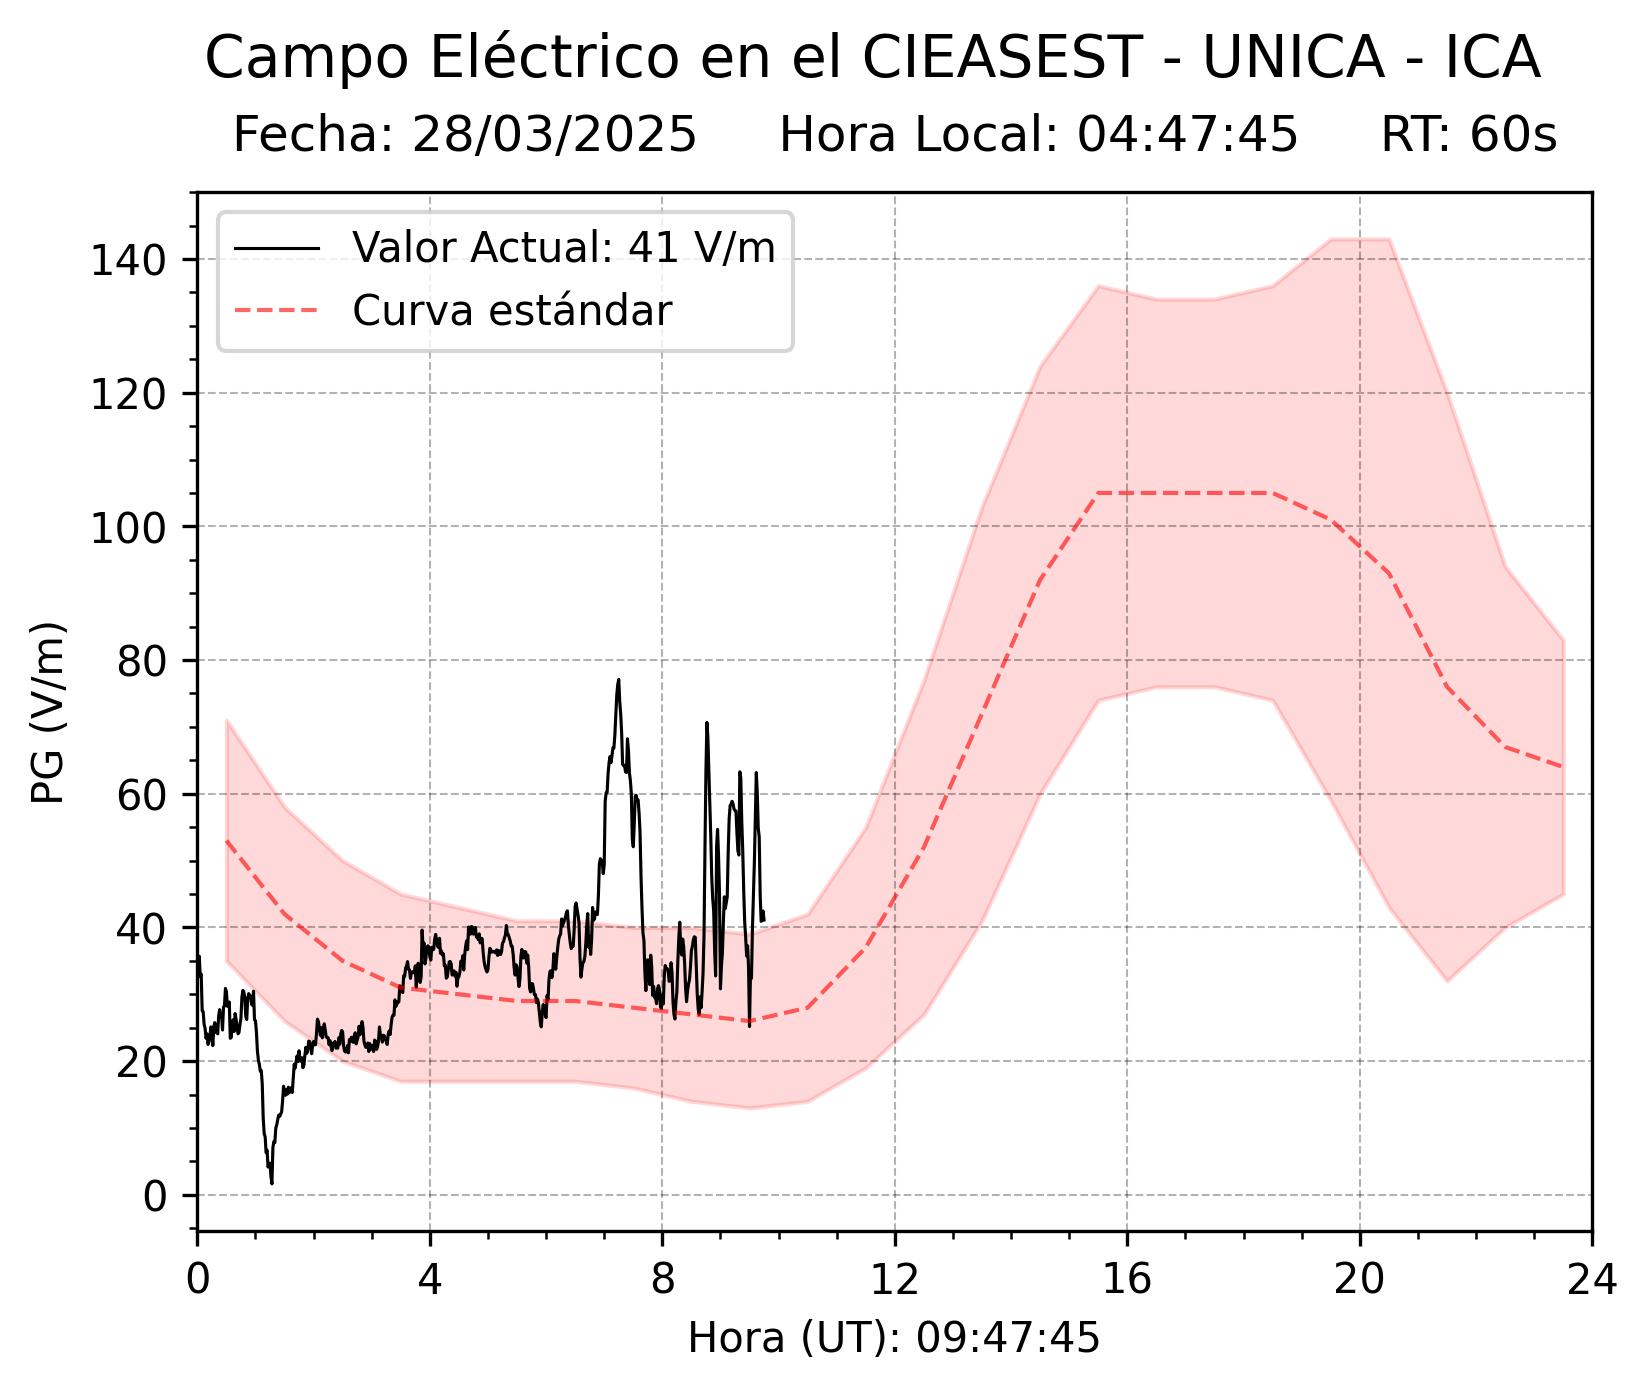 Campo Eléctrico en el CIEASEST - UNICA - ICA
Fecha: 28/03/2025 Hora Local: 04:47:45 RT: 60s
Valor Actual: 41 V/m
Curva estándar
140
120
100
80
60
40
20
0
PG (V/m)
0 4 8 12 16 20 24
Hora (UT): 09:47:45